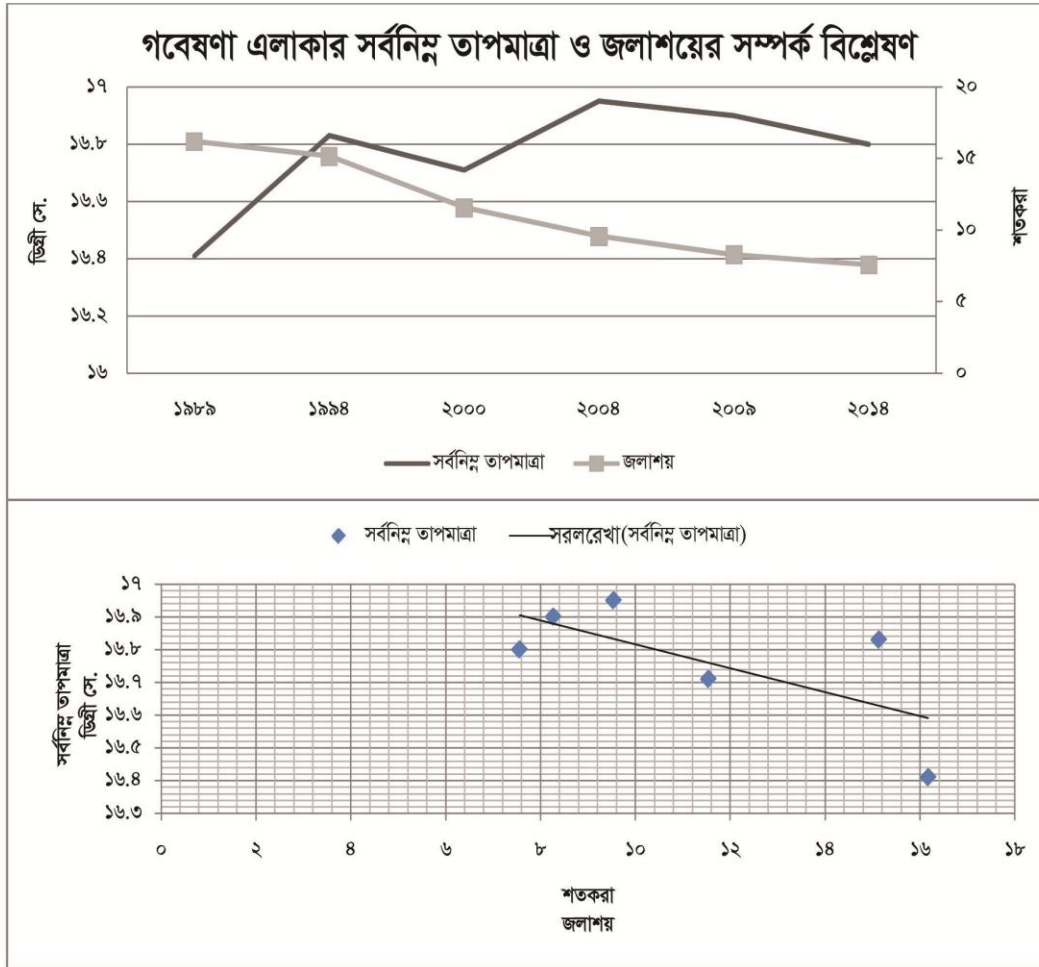 গবেষণা এলাকার সর্বনিম্ন তাপমাত্রা ও জলাশয়ের সম্পর্ক বিশ্লেষণ
ডিগ্রী সে.
১৭
১৬.৮
১৬.৬
১৬.৪
১৬.২
১৬
২০
১৫
১০
৫
০
শতকরা
১৯৮৯ ১৯৯৪ ২০০০ ২০০৪ ২০০৯ ২০১৪
সর্বনিম্ন তাপমাত্রা জলাশয়
সর্বনিম্ন তাপমাত্রা সরলরেখা(সর্বনিম্ন তাপমাত্রা)
সর্বনিম্ন তাপমাত্রা
ডিগ্রী সে.
১৭
১৬.৯
১৬.৮
১৬.৭
১৬.৬
১৬.৫
১৬.৪
১৬.৩
০ ২ ৪ ৬ ৮ ১০ ১২ ১৪ ১৬ ১৮
শতকরা
জলাশয়